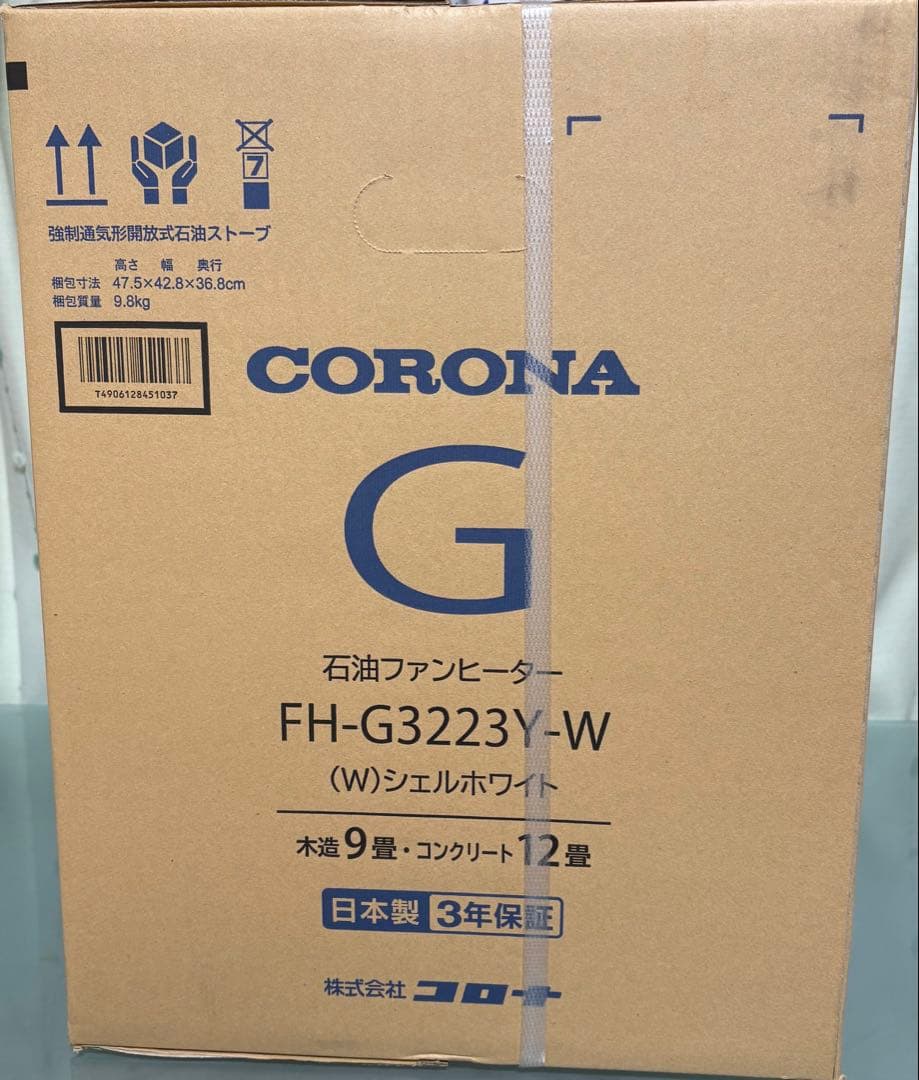 7
強制通気形開放式石油ストーブ
高さ 幅 奥行
梱包寸法 47.5×42.8×36.8cm
梱包質量 9.8kg
T4906128451037
CORONA
G
石油ファンヒーター
FH-G3223Y-W
(W)シェルホワイト
木造9畳・コンクリート12畳
日本製 3年保証
株式会社 コロナ